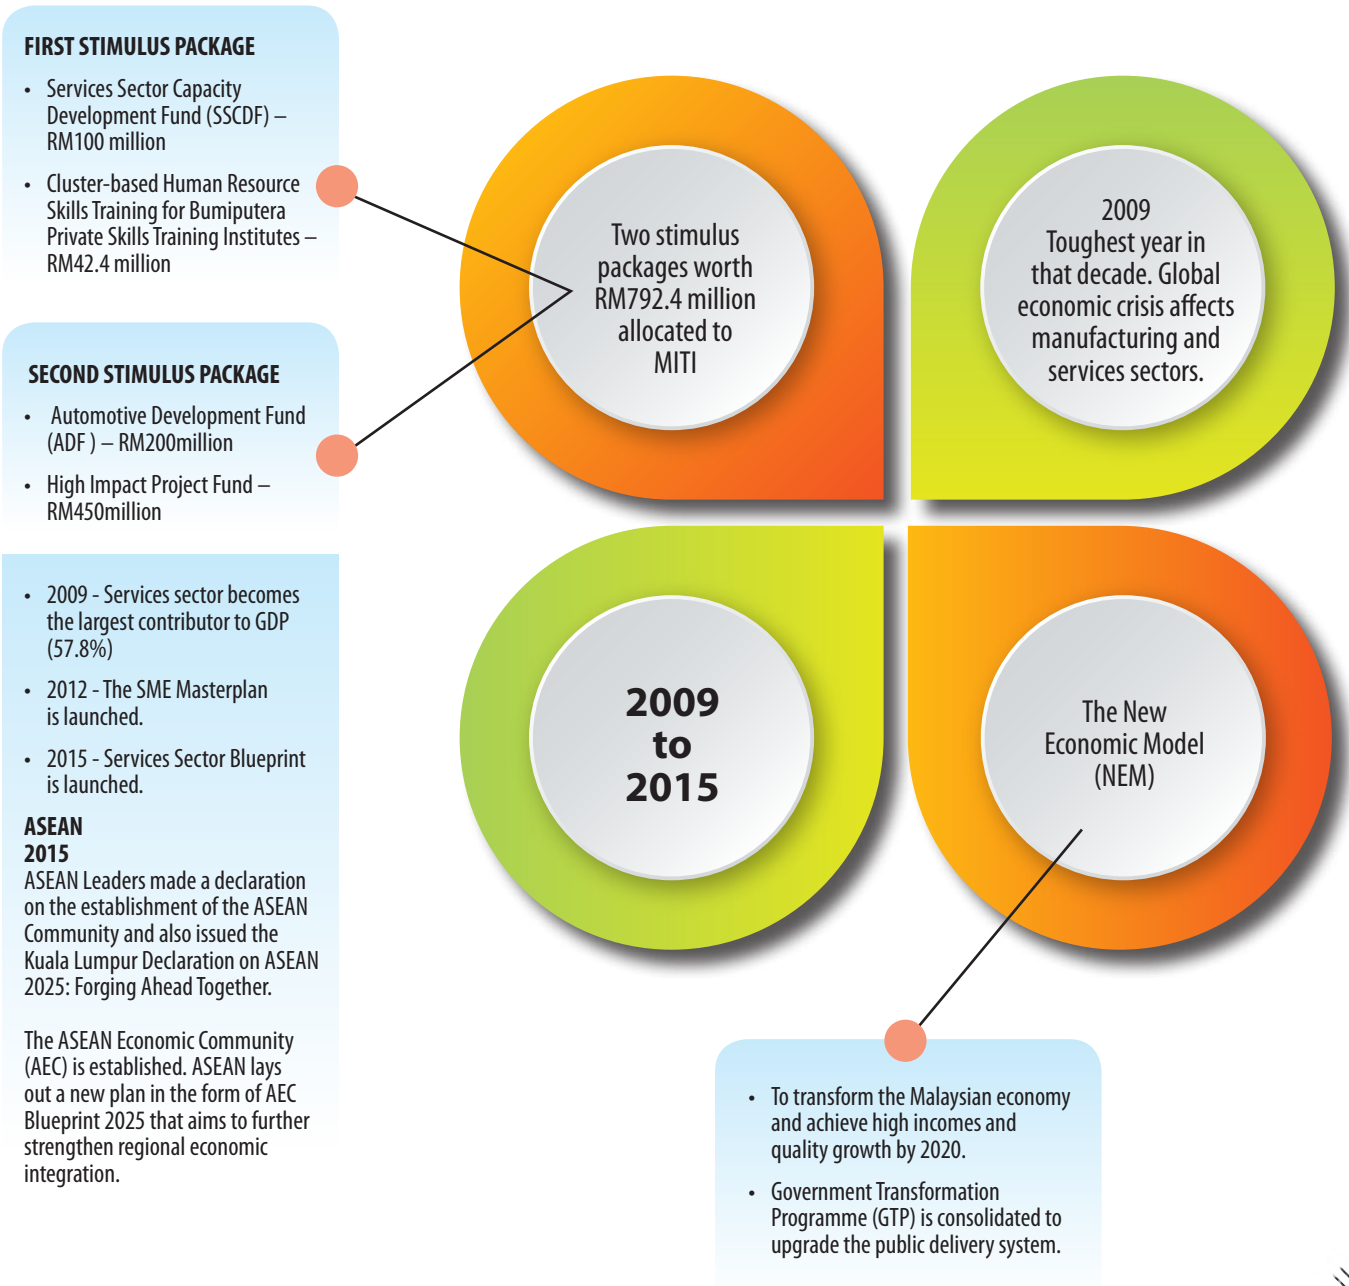 FIRST STIMULUS PACKAGE
• Services Sector Capacity
Development Fund (SSCDF) –
RM100 million
• Cluster-based Human Resource
Skills Training for Bumiputera
Private Skills Training Institutes –
RM42.4 million
SECOND STIMULUS PACKAGE
• Automotive Development Fund
(ADF ) – RM200million
• High Impact Project Fund –
RM450million
• 2009 - Services sector becomes
the largest contributor to GDP
(57.8%)
• 2012 - The SME Masterplan
is launched.
• 2015 - Services Sector Blueprint
is launched.
ASEAN
2015
ASEAN Leaders made a declaration
on the establishment of the ASEAN
Community and also issued the
Kuala Lumpur Declaration on ASEAN
2025: Forging Ahead Together.
The ASEAN Economic Community
(AEC) is established. ASEAN lays
out a new plan in the form of AEC
Blueprint 2025 that aims to further
strengthen regional economic
integration.
Two stimulus
packages worth
RM792.4 million
allocated to
MITI
2009
Toughest year in
that decade. Global
economic crisis affects
manufacturing and
services sectors.
2009
to
2015
The New
Economic Model
(NEM)
• To transform the Malaysian economy
and achieve high incomes and
quality growth by 2020.
• Government Transformation
Programme (GTP) is consolidated to
upgrade the public delivery system.